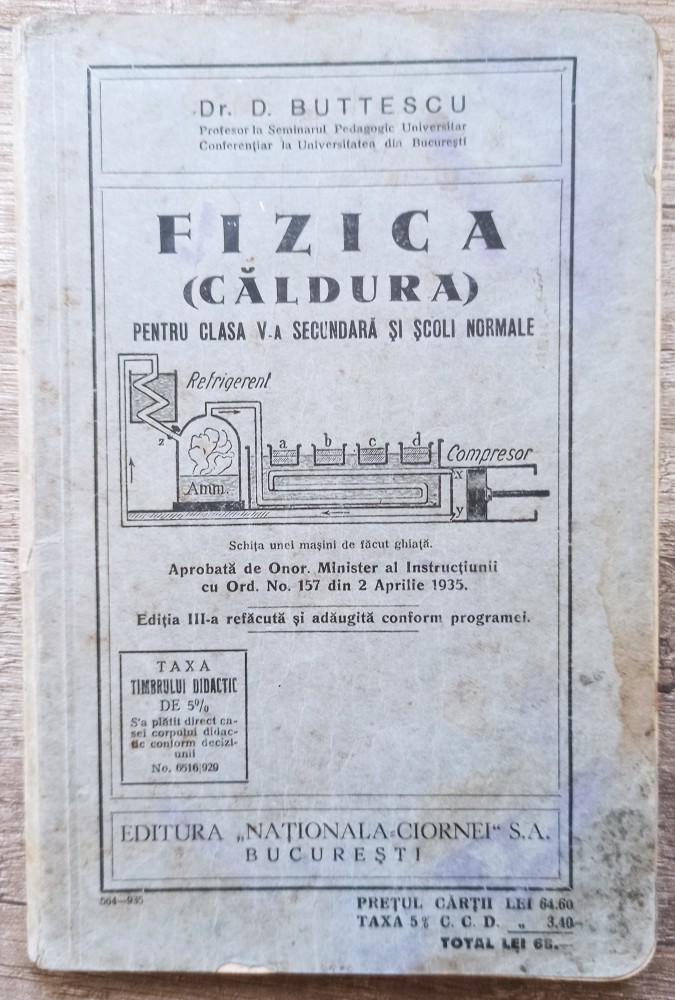 Dr. D. BUTTESCU
Profesor la Seminarul Pedagogic Universitar
Conferențiar la Universitatea din București
FIZICA
(CĂLDURA)
PENTRU CLASA V-A SECUNDARĂ ȘI ȘCOLI NORMALE
Refrigerent
z
a b c d
Compresor
Amm.
x
y
Schița unei mașini de făcut ghiață.
Aprobată de Onor. Minister al Instrucțiunii
cu Ord. No. 157 din 2 Aprilie 1935.
Ediția III-a refăcută și adăugită conform programei.
TAXA
TIMBRULUI DIDACTIC
DE 5%
S'a plătit direct ca-
sei corpului didac-
tic conform decizi-
unii
No. 6516|929
EDITURA „NAȚIONALA-CIORNEI“ S.A.
BUCUREȘTI
564—935
PREȚUL CĂRȚII LEI 64.60
TAXA 5% C. C. D. „ 3.40
TOTAL LEI 68.—